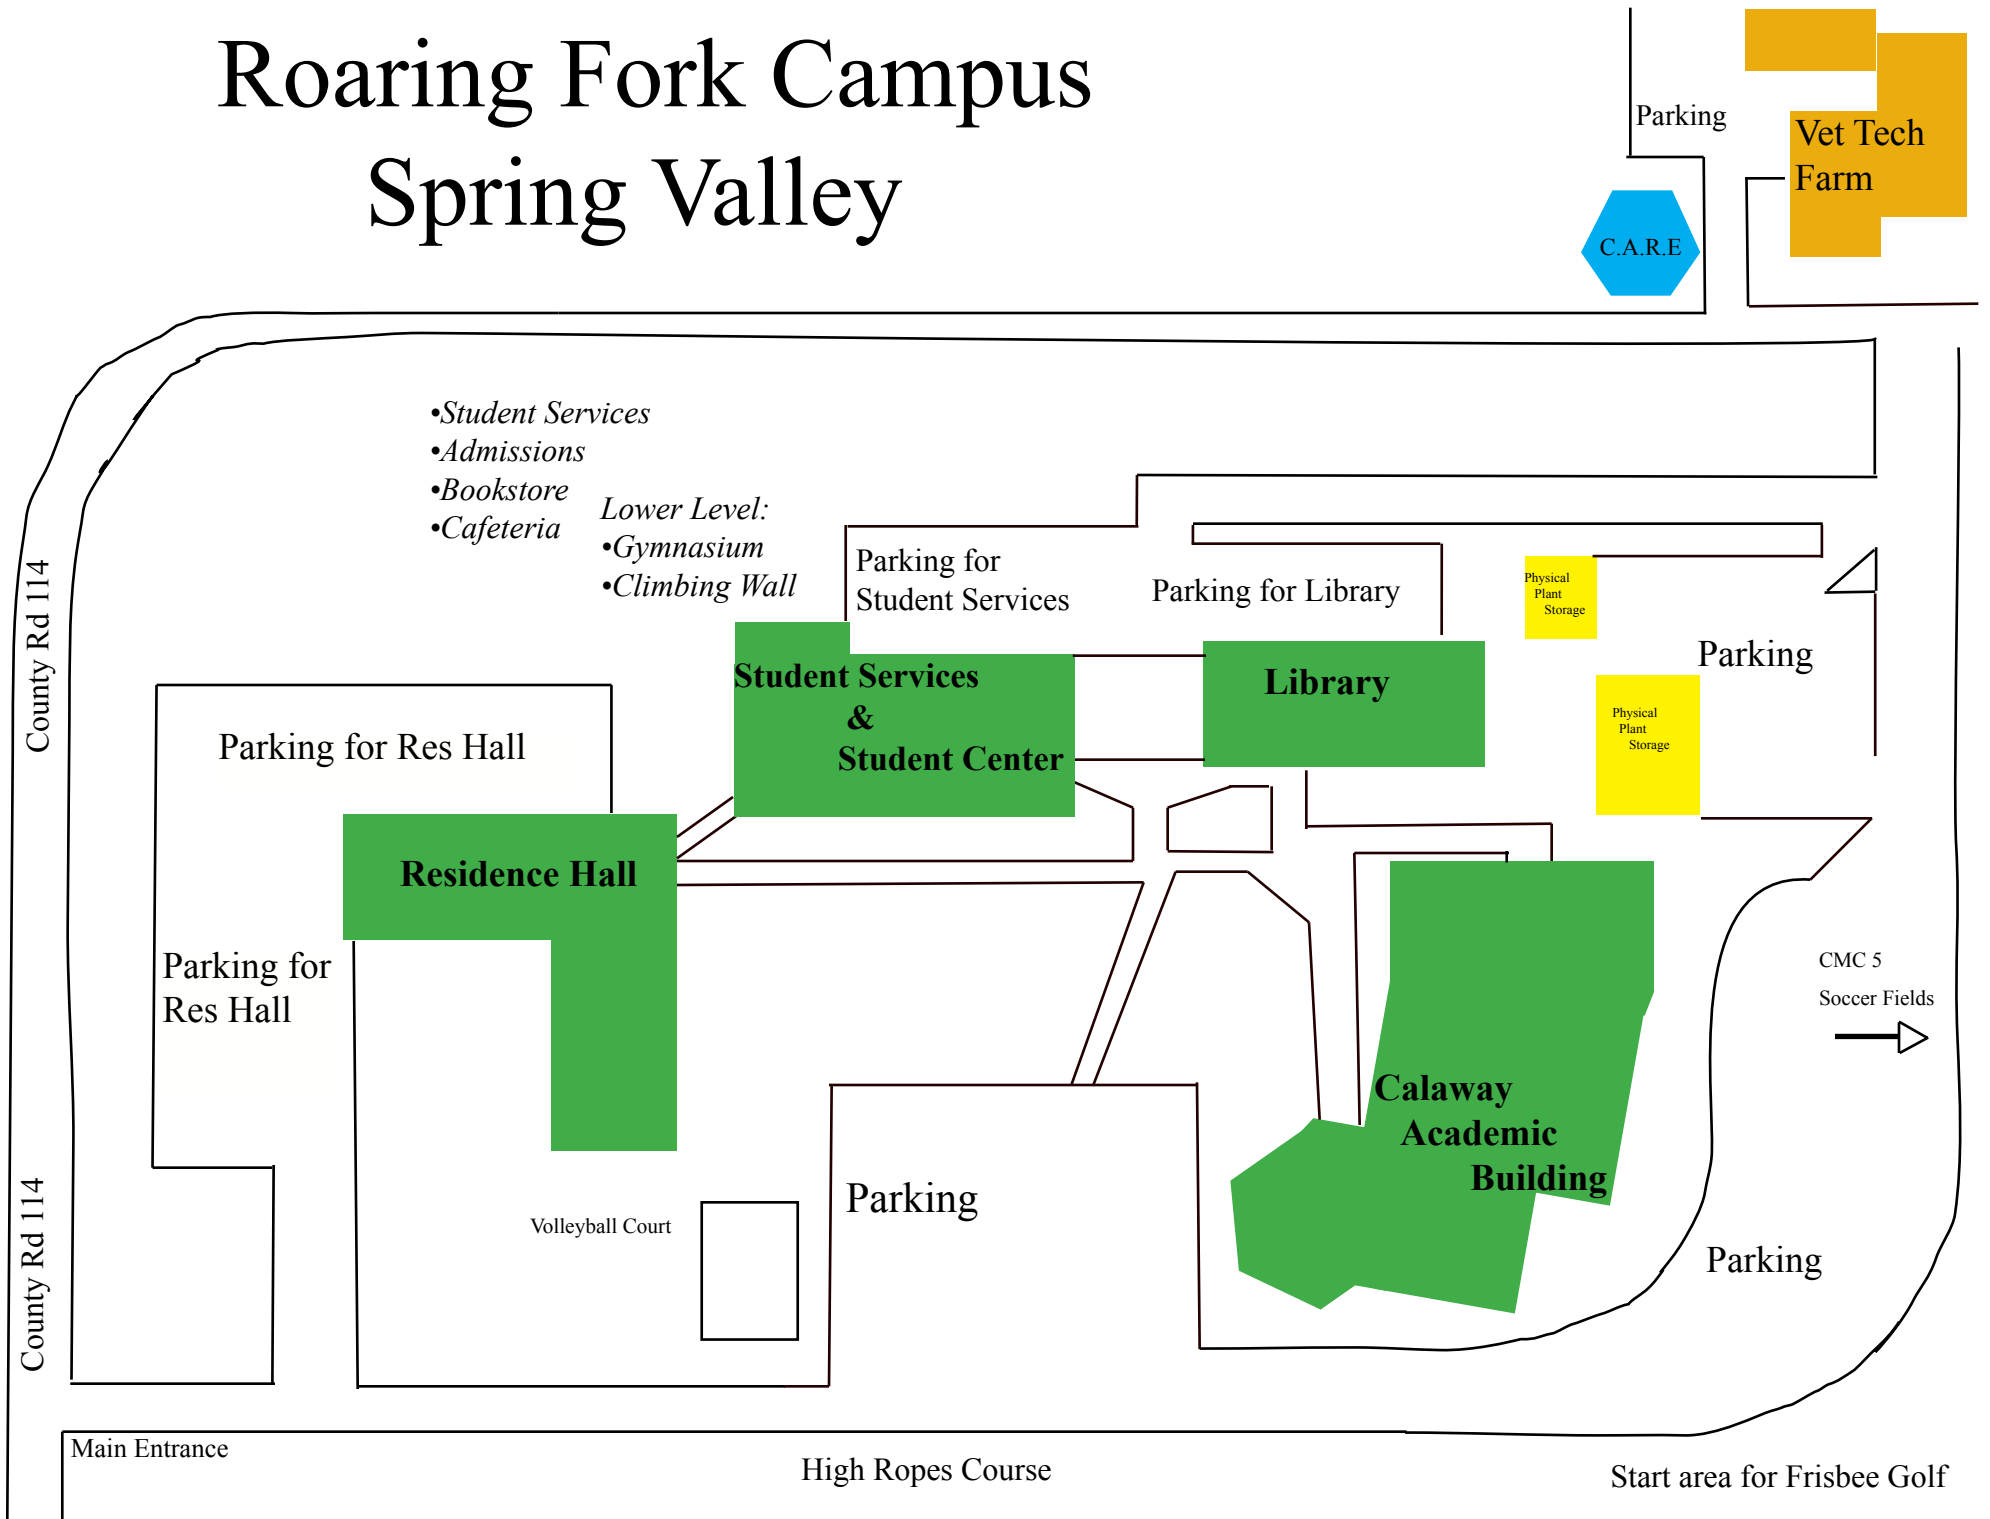 Roaring Fork Campus
Spring Valley
Parking
Vet Tech
Farm
C.A.R.E
•Student Services
•Admissions
•Bookstore
•Cafeteria
Lower Level:
•Gymnasium
•Climbing Wall
Parking for
Student Services
Parking for Library
Physical
Plant
Storage
Parking
County Rd 114
Student Services
&
Student Center
Library
Physical
Plant
Storage
Parking for Res Hall
Residence Hall
Parking for
Res Hall
CMC 5
Soccer Fields
Calaway
Academic
Building
County Rd 114
Volleyball Court
Parking
Parking
Main Entrance
High Ropes Course
Start area for Frisbee Golf